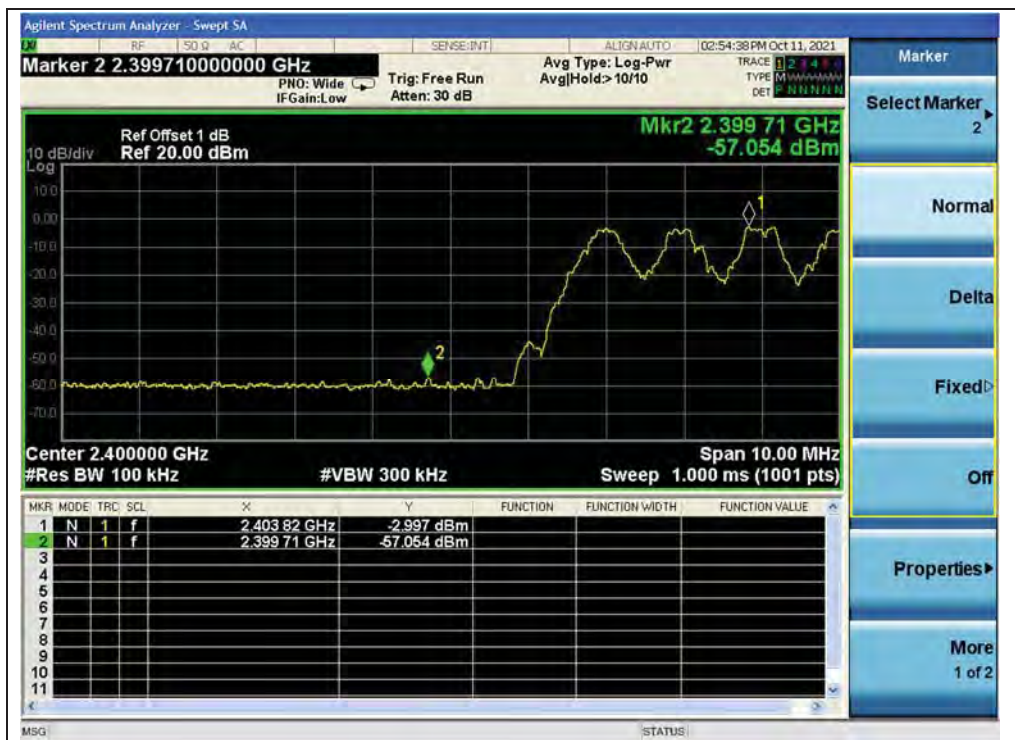 Agilent Spectrum Analyzer - Swept SA
LXI RF 50 Ω AC SENSE:INT ALIGN AUTO 02:54:38 PM Oct 11, 2021
Marker 2 2.399710000000 GHz
PNO: Wide
IFGain:Low
Trig: Free Run
Atten: 30 dB
Avg Type: Log-Pwr
Avg|Hold:>10/10
TRACE 1 2 3 4 5 6
TYPE M
DET P N N N N N
Mkr2 2.399 71 GHz
-57.054 dBm
Ref Offset 1 dB
10 dB/div Ref 20.00 dBm
Log
10.0
0.00
-10.0
-20.0
-30.0
-40.0
-50.0
-60.0
-70.0
1
2
Center 2.400000 GHz Span 10.00 MHz
#Res BW 100 kHz #VBW 300 kHz Sweep 1.000 ms (1001 pts)
MKR MODE TRC SCL X Y FUNCTION FUNCTION WIDTH FUNCTION VALUE
1 N 1 f 2.403 82 GHz -2.997 dBm
2 N 1 f 2.399 71 GHz -57.054 dBm
3
4
5
6
7
8
9
10
11
MSG STATUS
Marker
Select Marker
2
Normal
Delta
Fixed
Off
Properties
More
1 of 2